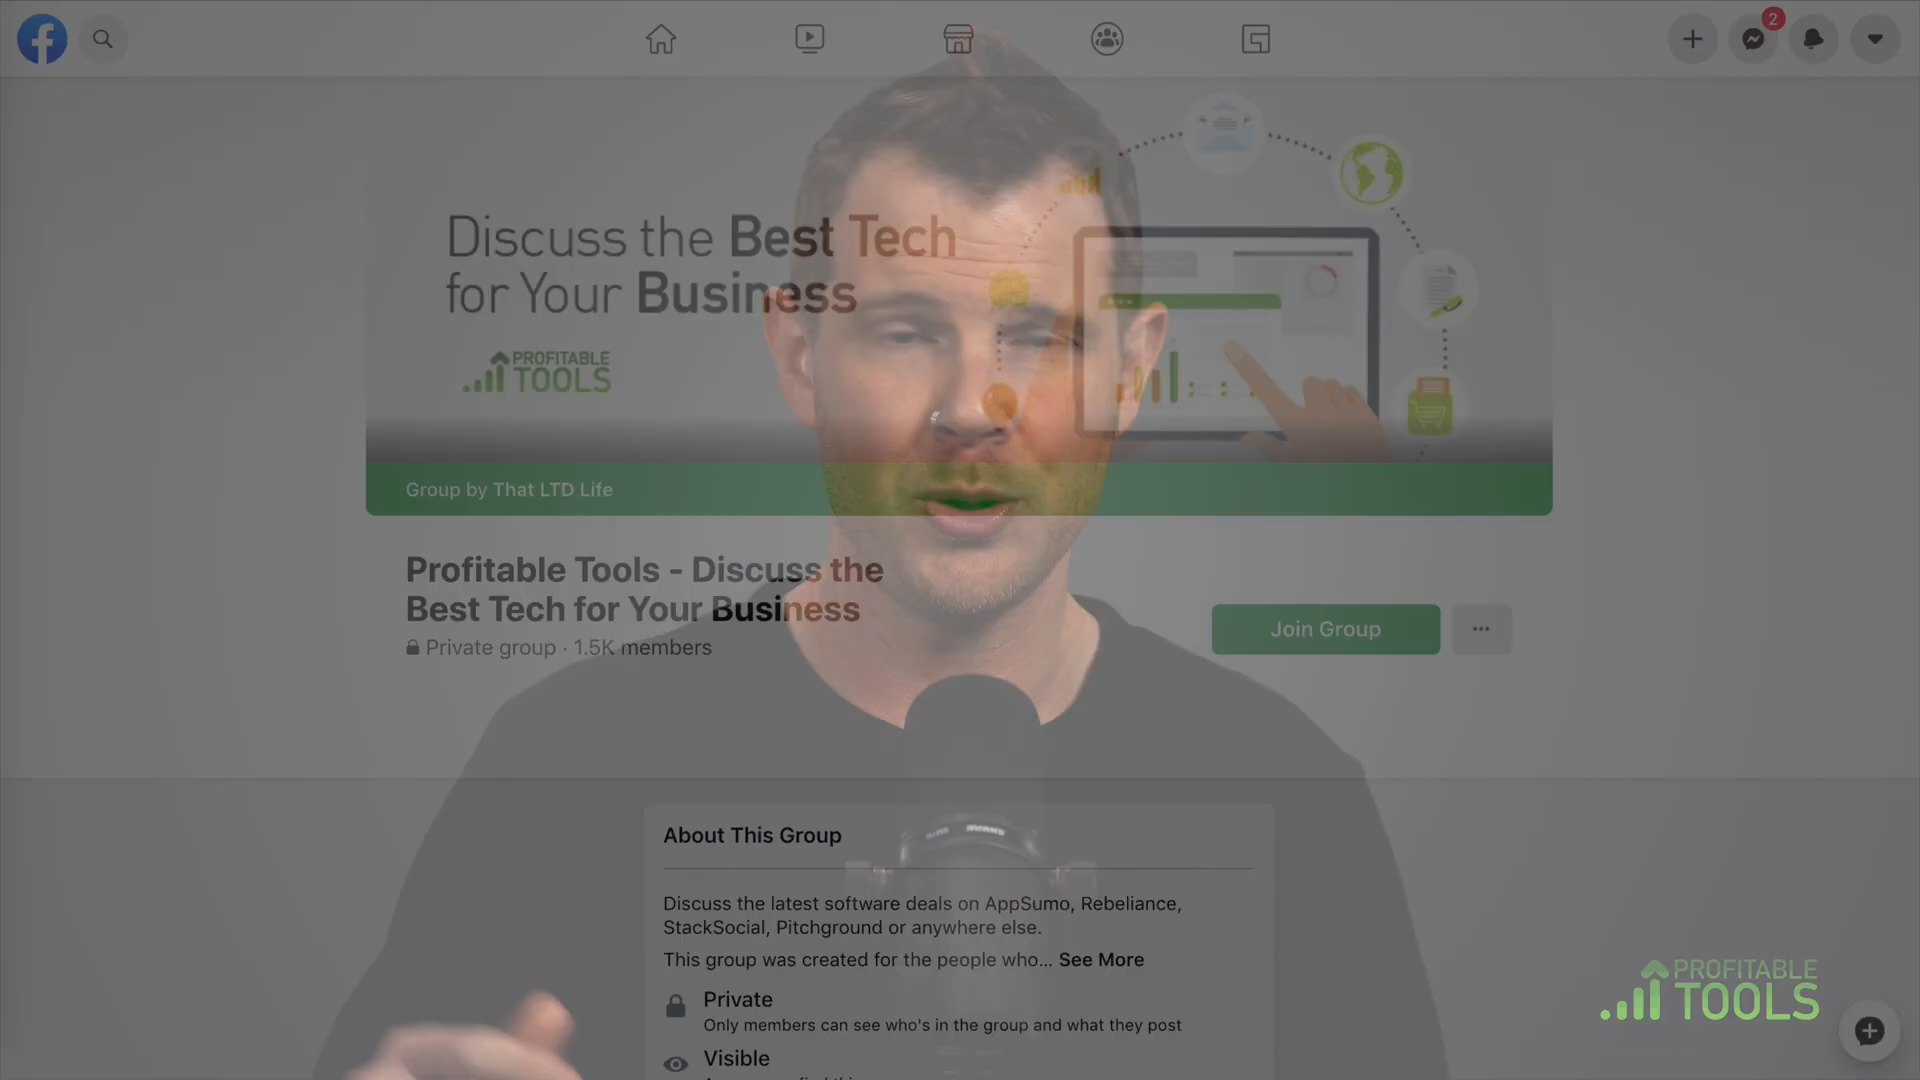 2
Discuss the Best Tech
for Your Business
PROFITABLE
TOOLS
Group by That LTD Life
Profitable Tools - Discuss the
Best Tech for Your Business
Private group · 1.5K members
Join Group
About This Group
Discuss the latest software deals on AppSumo, Rebeliance,
StackSocial, Pitchground or anywhere else.
This group was created for the people who... See More
Private
Only members can see who's in the group and what they post
Visible
PROFITABLE
TOOLS